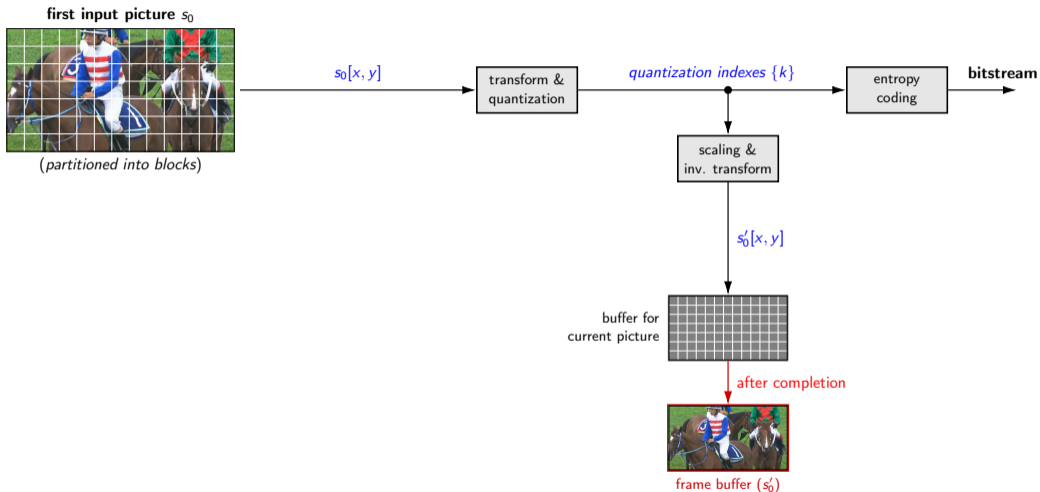 first input picture s₀
(partitioned into blocks)
s₀[x, y]
transform &
quantization
quantization indexes {k}
entropy
coding
bitstream
scaling &
inv. transform
s′₀[x, y]
buffer for
current picture
after completion
frame buffer (s′₀)